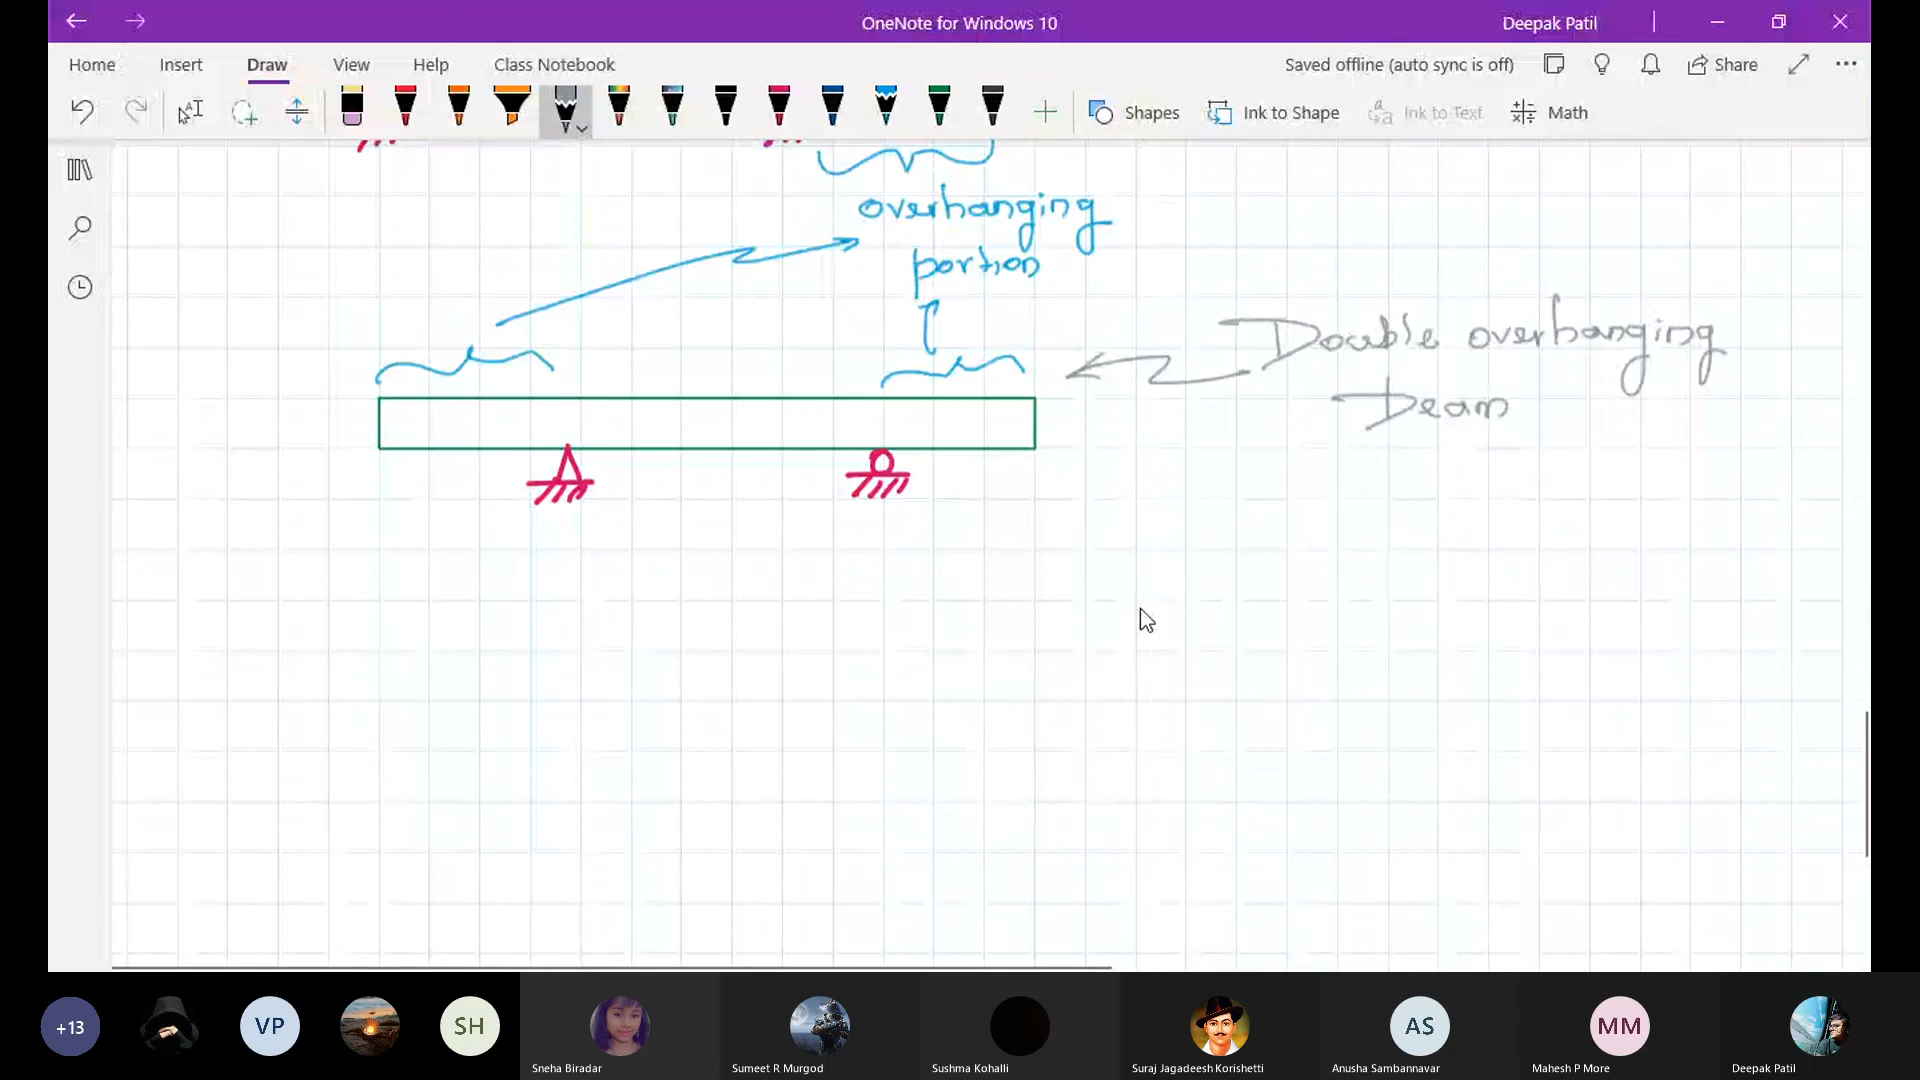 OneNote for Windows 10
Deepak Patil
Home Insert Draw View Help Class Notebook
Saved offline (auto sync is off)
Share
Shapes
Ink to Shape
Ink to Text
Math
overhanging
portion
Double overhanging
Beam
+13
VP
SH
AS
MM
Sneha Biradar
Sumeet R Murgod
Sushma Kohalli
Suraj Jagadeesh Korishetti
Anusha Sambannavar
Mahesh P More
Deepak Patil